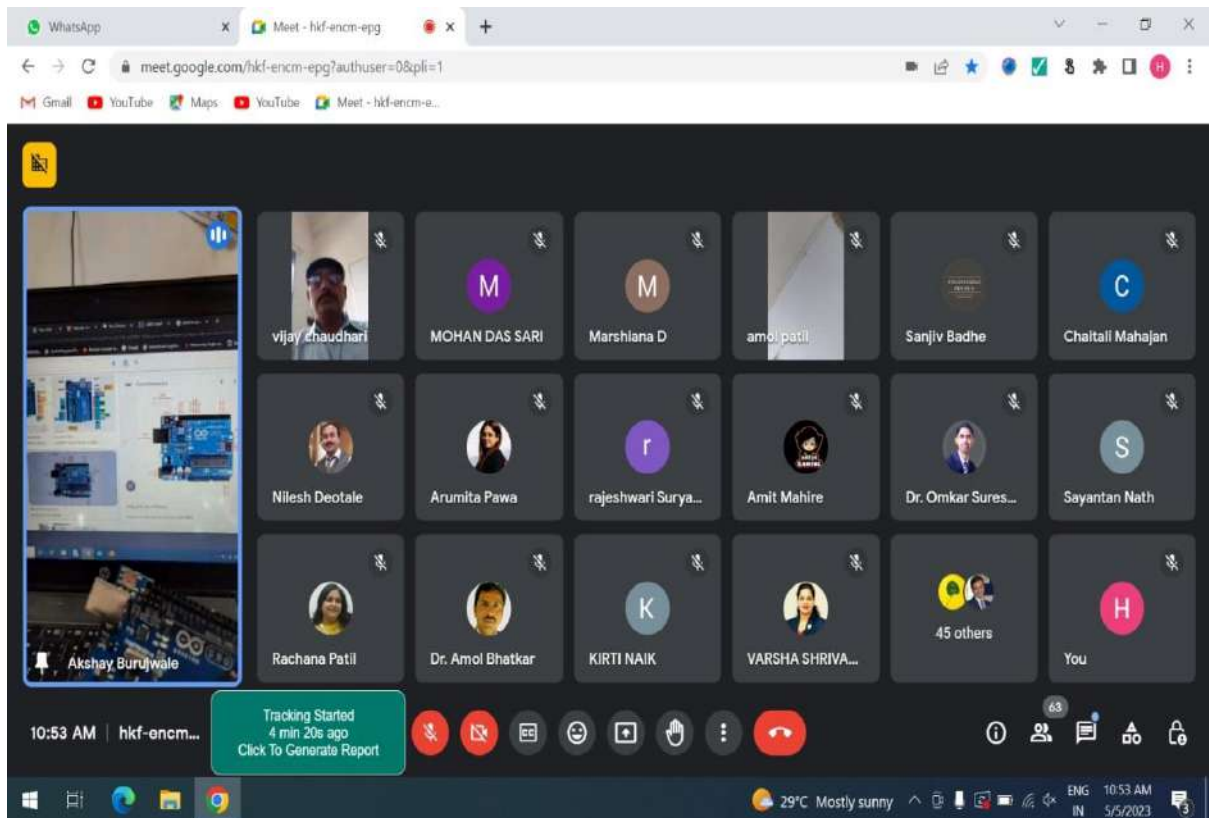 WhatsApp
Meet - hkf-encm-epg
meet.google.com/hkf-encm-epg?authuser=0&pli=1
H
Gmail YouTube Maps YouTube Meet - hkf-encm-e...
vijay chaudhari
M
MOHAN DAS SARI
M
Marshiana D
amol patil
Sanjiv Badhe
C
Chaitali Mahajan
Nilesh Deotale
Arumita Pawa
r
rajeshwari Surya...
Amit Mahire
Dr. Omkar Sures...
S
Sayantan Nath
Akshay Burujwale
Rachana Patil
Dr. Amol Bhatkar
K
KIRTI NAIK
VARSHA SHRIVA...
45 others
H
You
10:53 AM | hkf-encm...
Tracking Started
4 min 20s ago
Click To Generate Report
CC
63
29°C Mostly sunny
ENG
IN
10:53 AM
5/5/2023
3